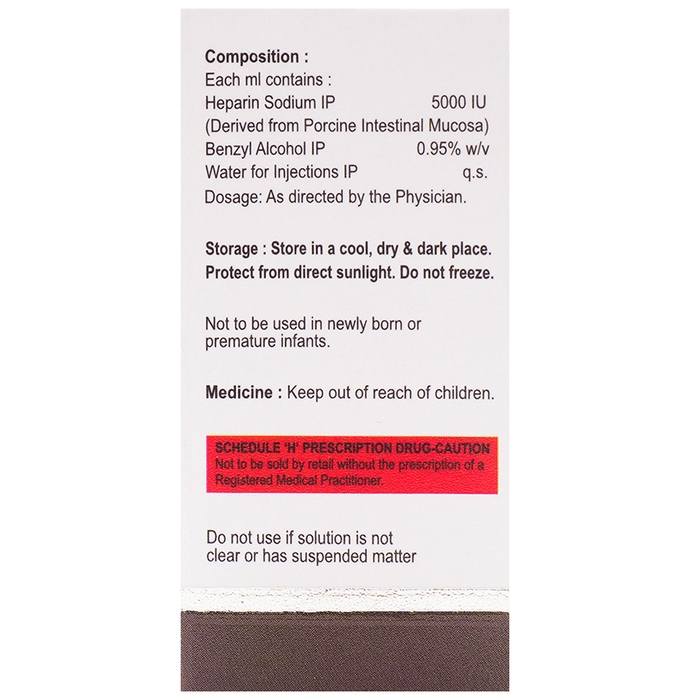 Composition :
Each ml contains :
Heparin Sodium IP 5000 IU
(Derived from Porcine Intestinal Mucosa)
Benzyl Alcohol IP 0.95% w/v
Water for Injections IP q.s.
Dosage: As directed by the Physician.
Storage : Store in a cool, dry & dark place.
Protect from direct sunlight. Do not freeze.
Not to be used in newly born or
premature infants.
Medicine : Keep out of reach of children.
SCHEDULE 'H' PRESCRIPTION DRUG-CAUTION
Not to be sold by retail without the prescription of a
Registered Medical Practitioner.
Do not use if solution is not
clear or has suspended matter